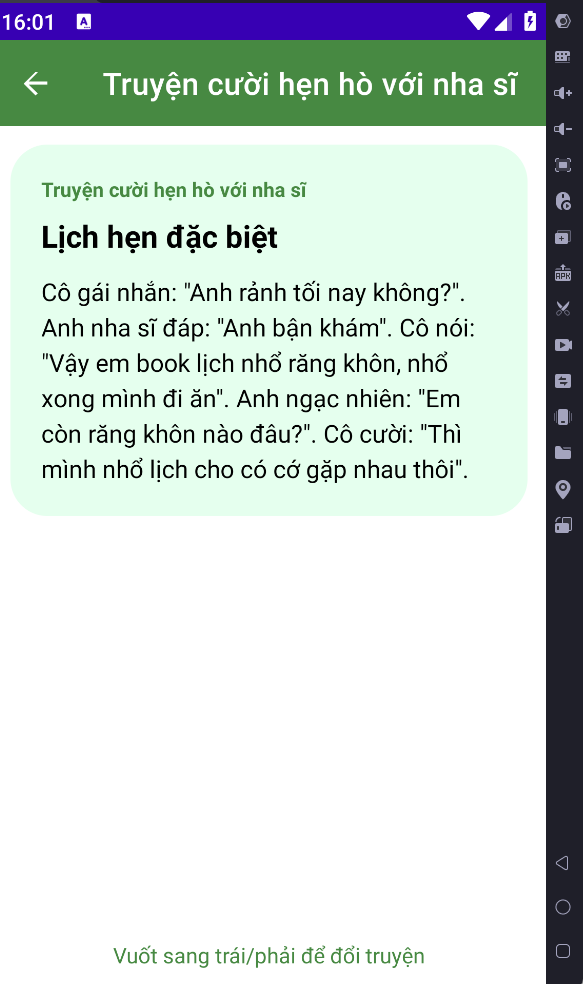 16:01
A
Truyện cười hẹn hò với nha sĩ
Truyện cười hẹn hò với nha sĩ
Lịch hẹn đặc biệt
Cô gái nhắn: "Anh rảnh tối nay không?".
Anh nha sĩ đáp: "Anh bận khám". Cô nói:
"Vậy em book lịch nhổ răng khôn, nhổ
xong mình đi ăn". Anh ngạc nhiên: "Em
còn răng khôn nào đâu?". Cô cười: "Thì
mình nhổ lịch cho có cớ gặp nhau thôi".
Vuốt sang trái/phải để đổi truyện
APK